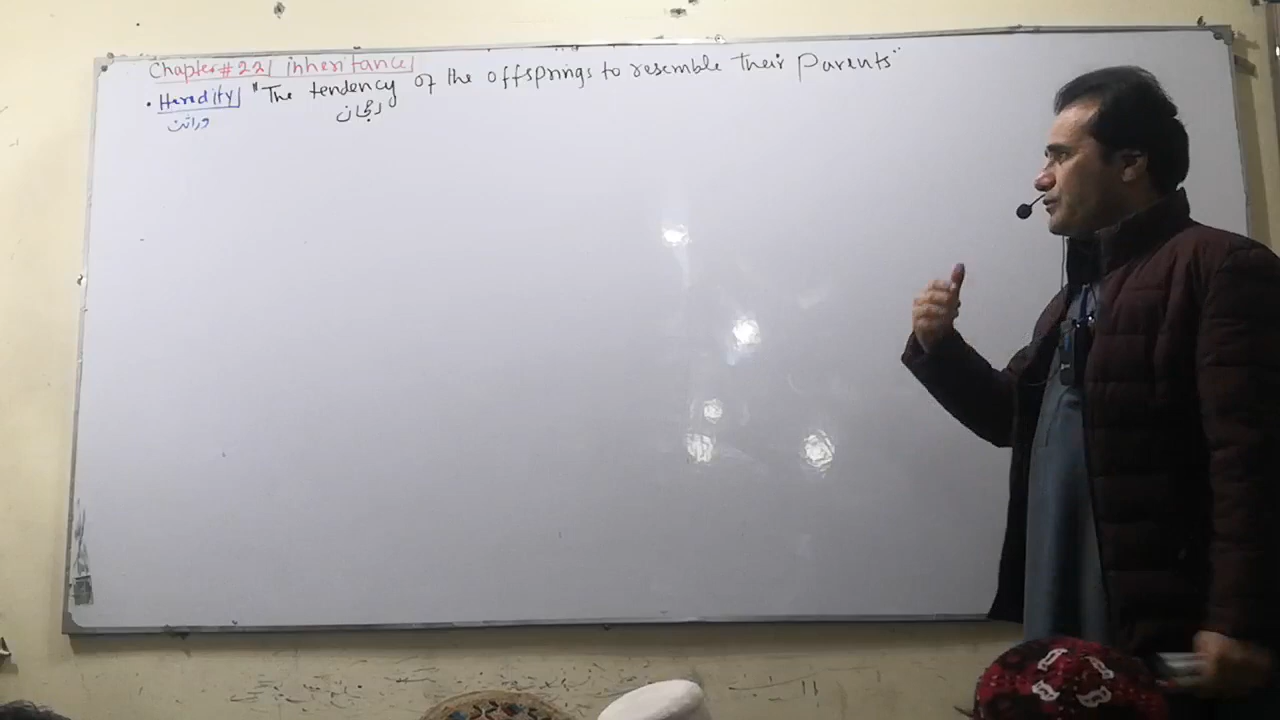 Chapter # 22 inheritance
• Heredity "The tendency of the offsprings to resemble their Parents"
وراثت رجحان